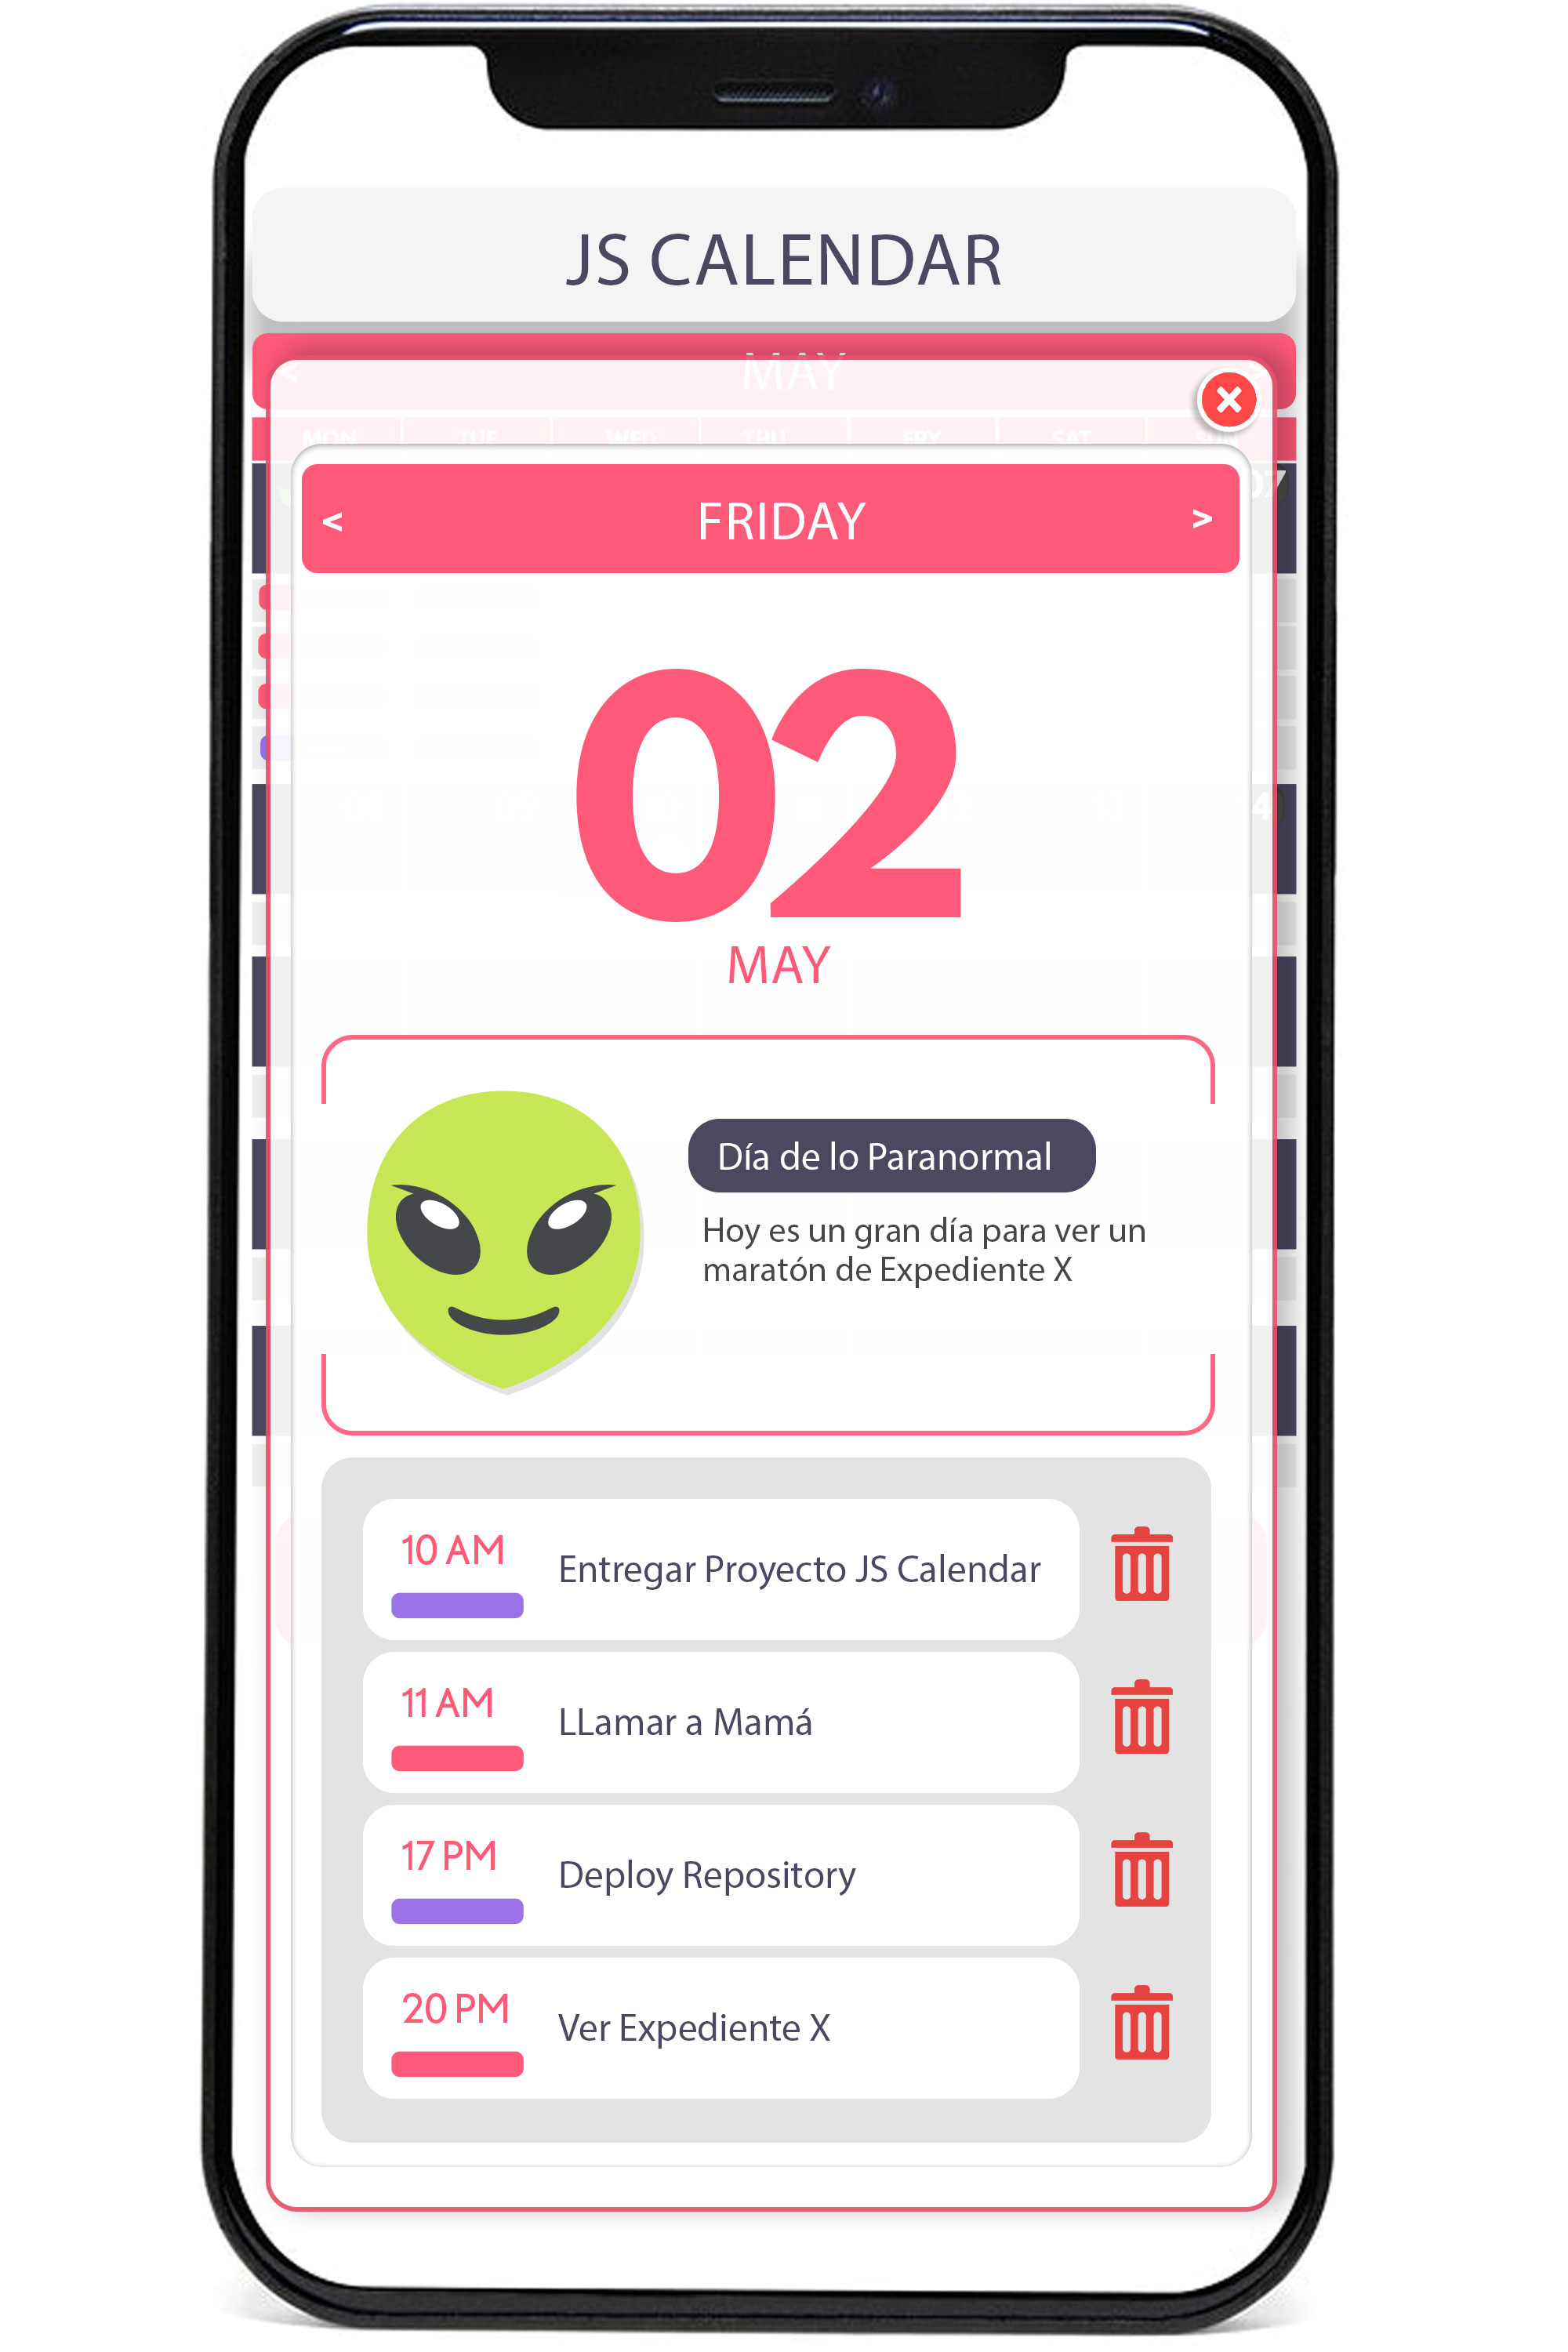 JS CALENDAR
< MAY
MON TUE WED THU FRY SAT SUN
07
< FRIDAY >
02
MAY
4
Día de lo Paranormal
Hoy es un gran día para ver un
maratón de Expediente X
10 AM Entregar Proyecto JS Calendar
11 AM LLamar a Mamá
17 PM Deploy Repository
20 PM Ver Expediente X